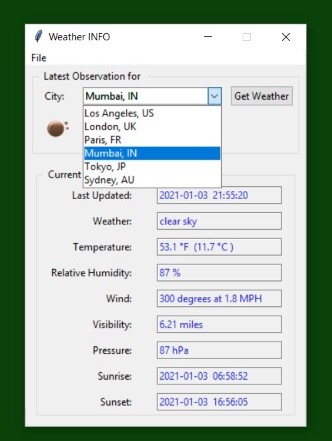 Weather INFO
File
Latest Observation for
City: Mumbai, IN Get Weather
Los Angeles, US
London, UK
Paris, FR
Mumbai, IN
Tokyo, JP
Sydney, AU
Current
Last Updated: 2021-01-03 21:55:20
Weather: clear sky
Temperature: 53.1 °F (11.7 °C )
Relative Humidity: 87 %
Wind: 300 degrees at 1.8 MPH
Visibility: 6.21 miles
Pressure: 87 hPa
Sunrise: 2021-01-03 06:58:52
Sunset: 2021-01-03 16:56:05